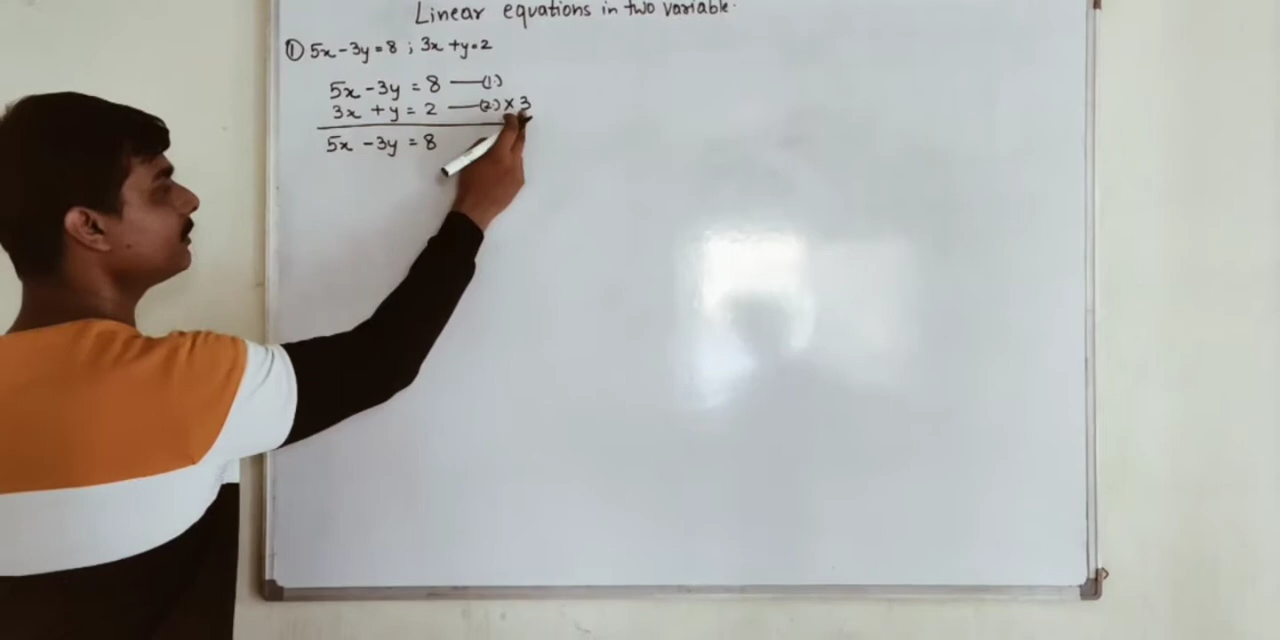 Linear equations in two variable.
① 5x - 3y = 8 ; 3x + y = 2
5x - 3y = 8 —(1)
3x + y = 2 —(2) × 3
5x - 3y = 8